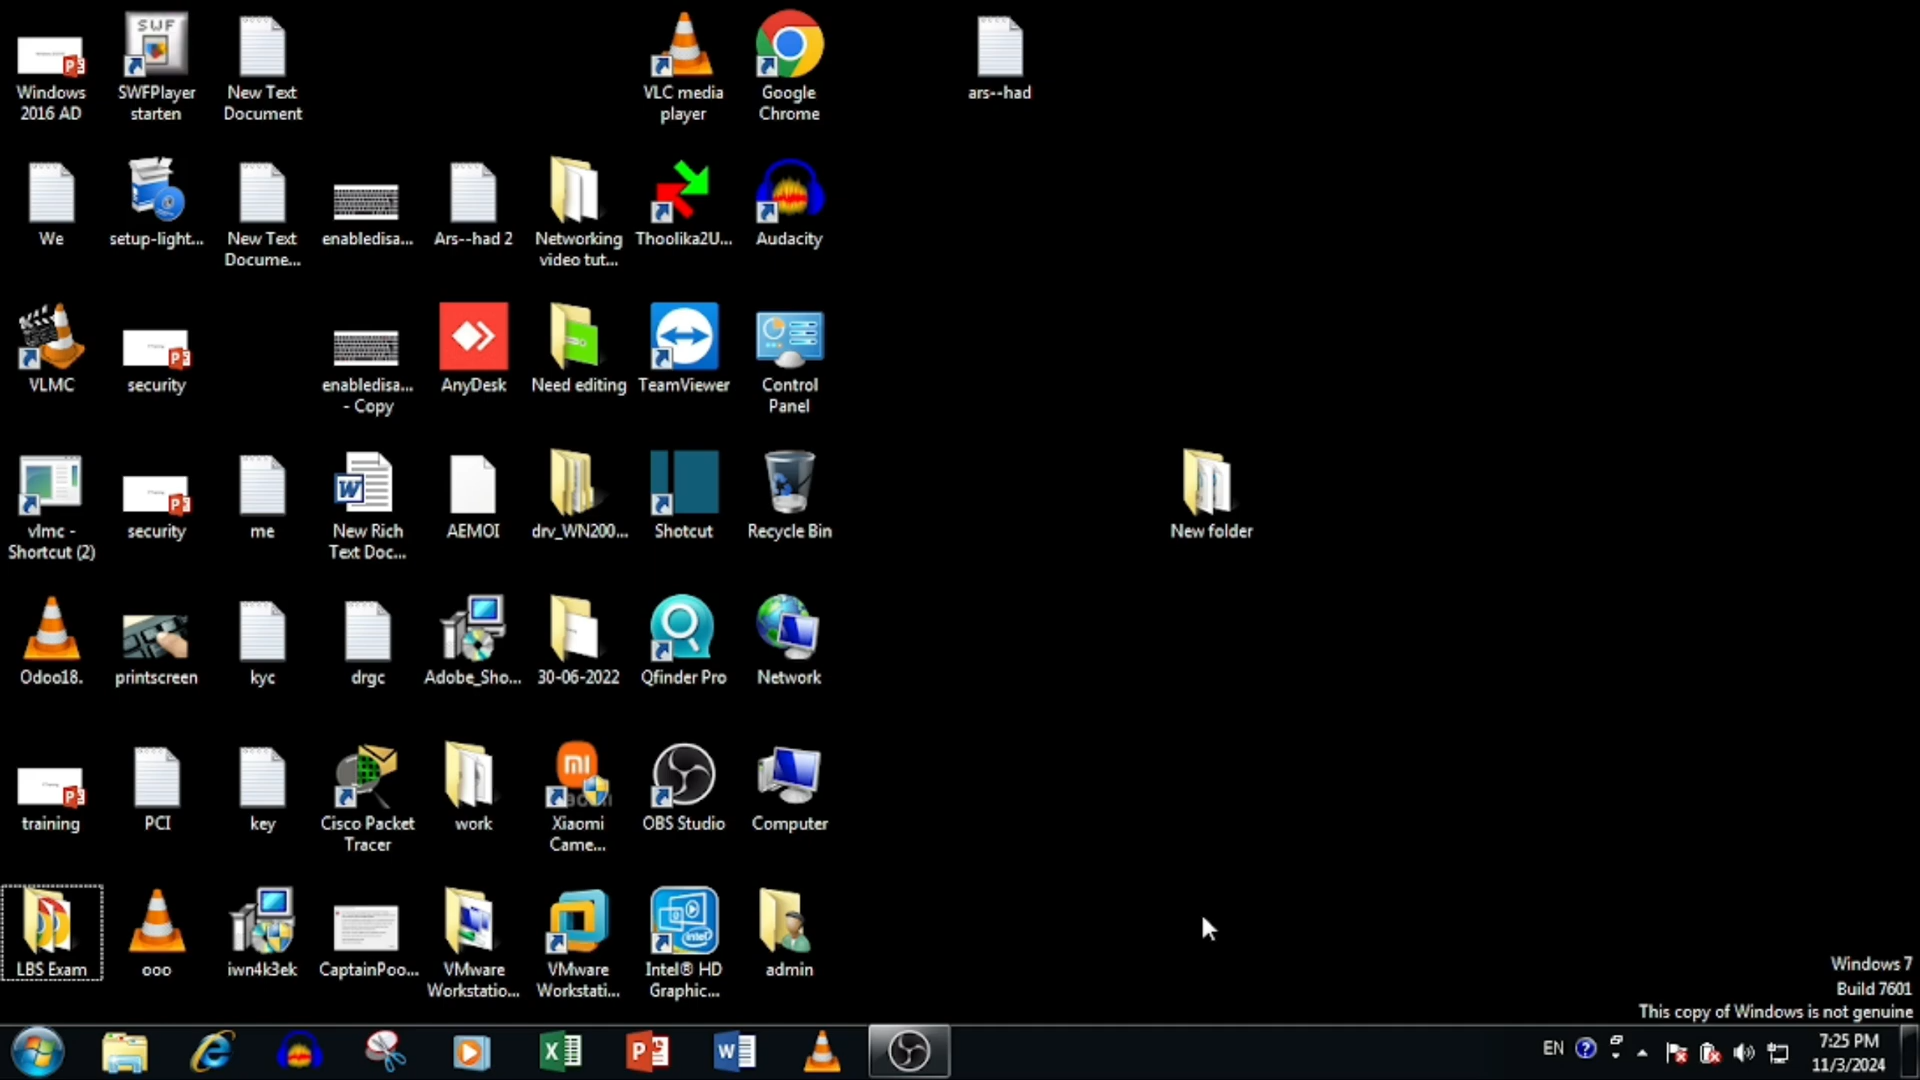 Windows
2016 AD
SWFPlayer
starten
New Text
Document
VLC media
player
Google
Chrome
ars--had
We
setup-light...
New Text
Docume...
enabledisa...
Ars--had 2
Networking
video tut...
Thoolika2U...
Audacity
VLMC
security
enabledisa...
- Copy
AnyDesk
Need editing
TeamViewer
Control
Panel
vlmc -
Shortcut (2)
security
me
New Rich
Text Doc...
AEMOI
drv_WN200...
Shotcut
Recycle Bin
New folder
Odoo18.
printscreen
kyc
drgc
Adobe_Sho...
30-06-2022
Qfinder Pro
Network
training
PCI
key
Cisco Packet
Tracer
work
Xiaomi
Came...
OBS Studio
Computer
LBS Exam
ooo
iwn4k3ek
CaptainPoo...
VMware
Workstatio...
VMware
Workstati...
Intel® HD
Graphic...
admin
Windows 7
Build 7601
This copy of Windows is not genuine
EN
7:25 PM
11/3/2024